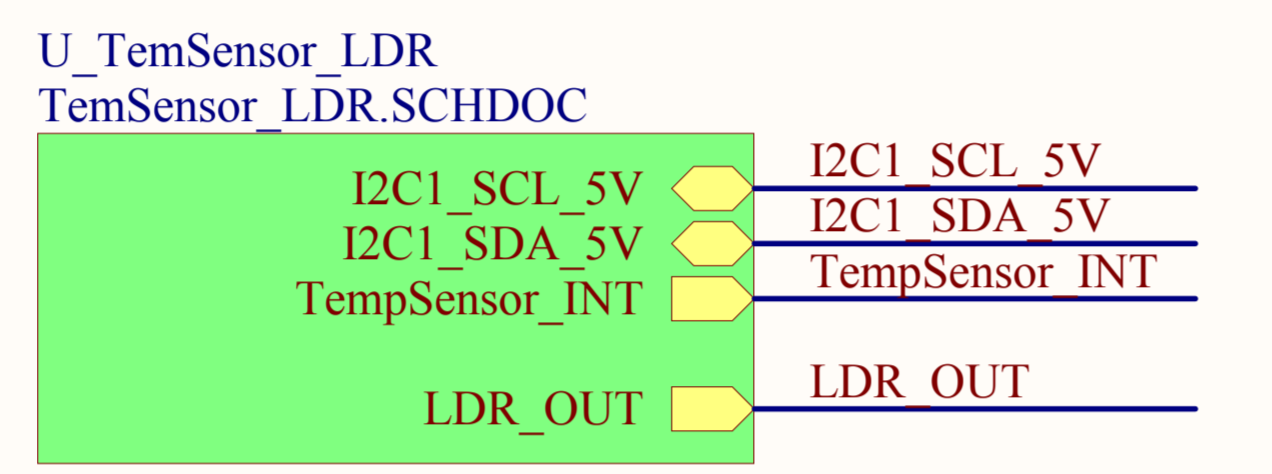 U_TemSensor_LDR
TemSensor_LDR.SCHDOC
I2C1_SCL_5V I2C1_SCL_5V
I2C1_SDA_5V I2C1_SDA_5V
TempSensor_INT TempSensor_INT
LDR_OUT LDR_OUT